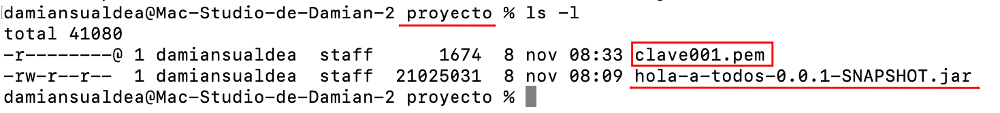 damiansualdea@Mac-Studio-de-Damian-2 proyecto % ls -l
total 41080
-r--------@ 1 damiansualdea  staff      1674  8 nov 08:33 clave001.pem
-rw-r--r--  1 damiansualdea  staff  21025031  8 nov 08:09 hola-a-todos-0.0.1-SNAPSHOT.jar
damiansualdea@Mac-Studio-de-Damian-2 proyecto %